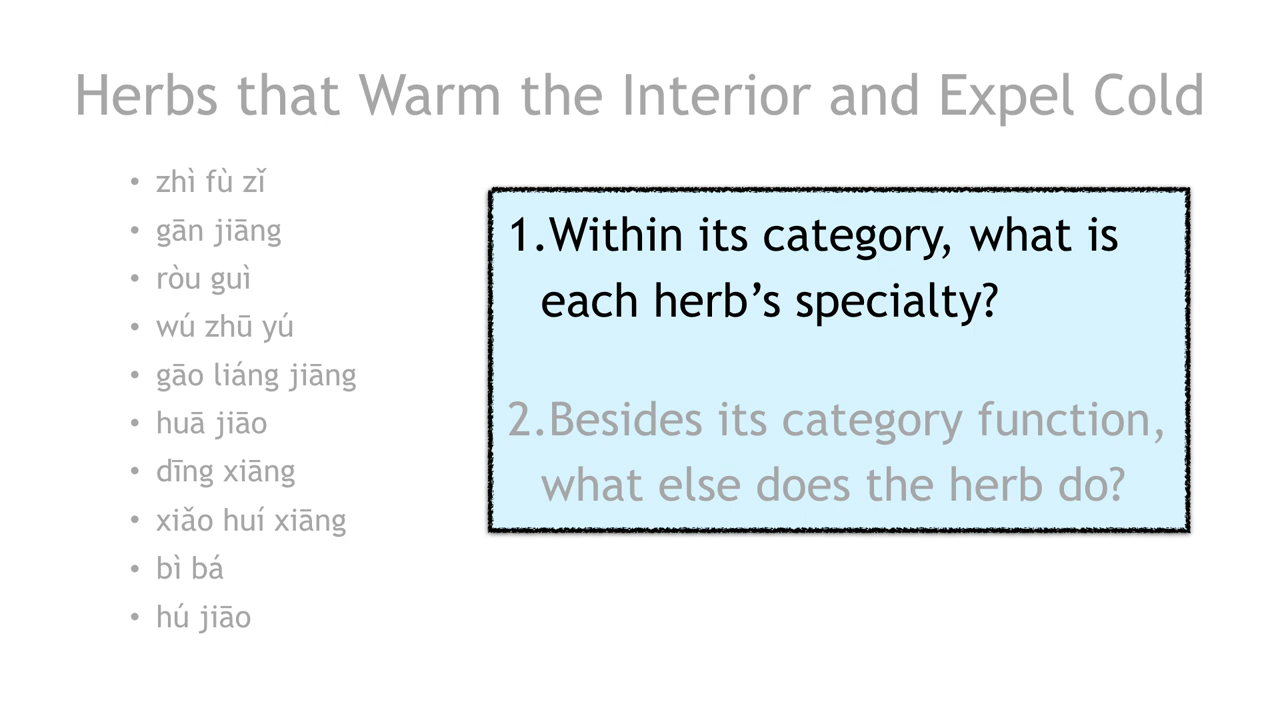 Herbs that Warm the Interior and Expel Cold
• zhì fù zǐ
• gān jiāng
• ròu guì
• wú zhū yú
• gāo liáng jiāng
• huā jiāo
• dīng xiāng
• xiǎo huí xiāng
• bì bá
• hú jiāo
1.Within its category, what is
each herb’s specialty?
2.Besides its category function,
what else does the herb do?